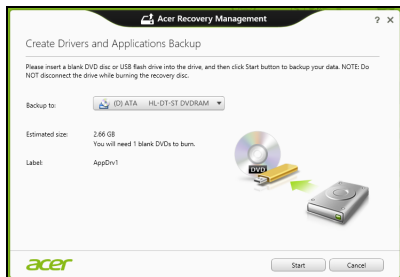 Acer Recovery Management
? ×
Create Drivers and Applications Backup
Please insert a blank DVD disc or USB flash drive into the drive, and then click Start button to backup your data. NOTE: Do
NOT disconnect the drive while burning the recovery disc.
Backup to: (D) ATA HL-DT-ST DVDRAM
Estimated size: 2.66 GB
You will need 1 blank DVDs to burn.
Label: AppDrv1
DVD
acer Start Cancel